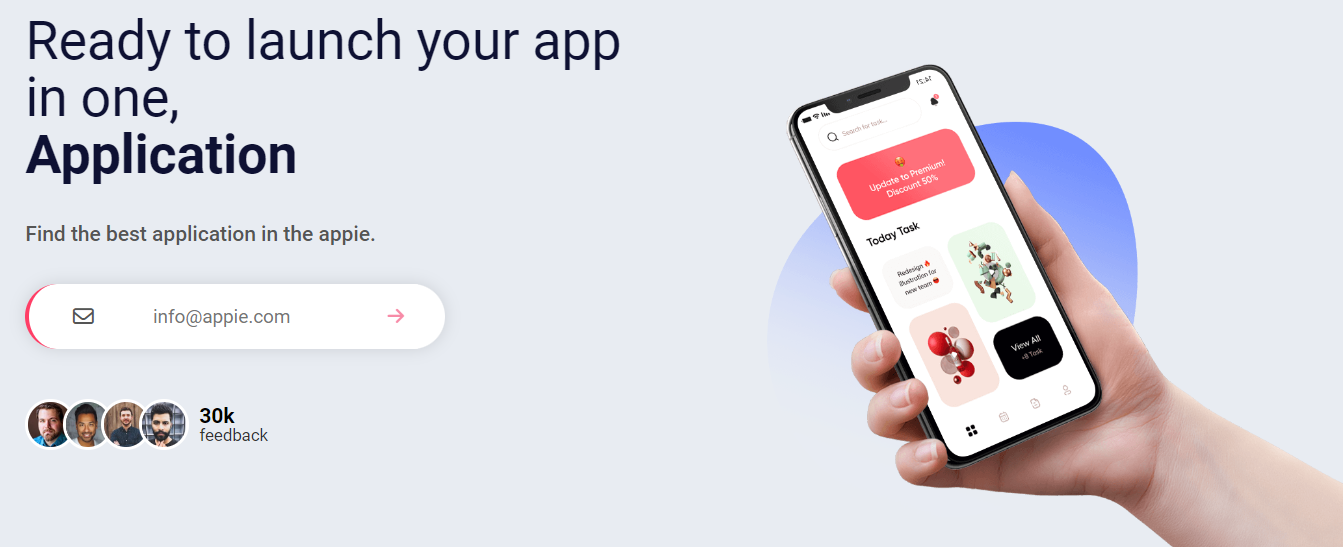 Ready to launch your app
in one,
Application
Find the best application in the appie.
info@appie.com
30k
feedback
Search for task...
Update to Premium!
Discount 50%
Today Task
Redesign 🔥
illustration for
new team 😍
View All
+8 Task